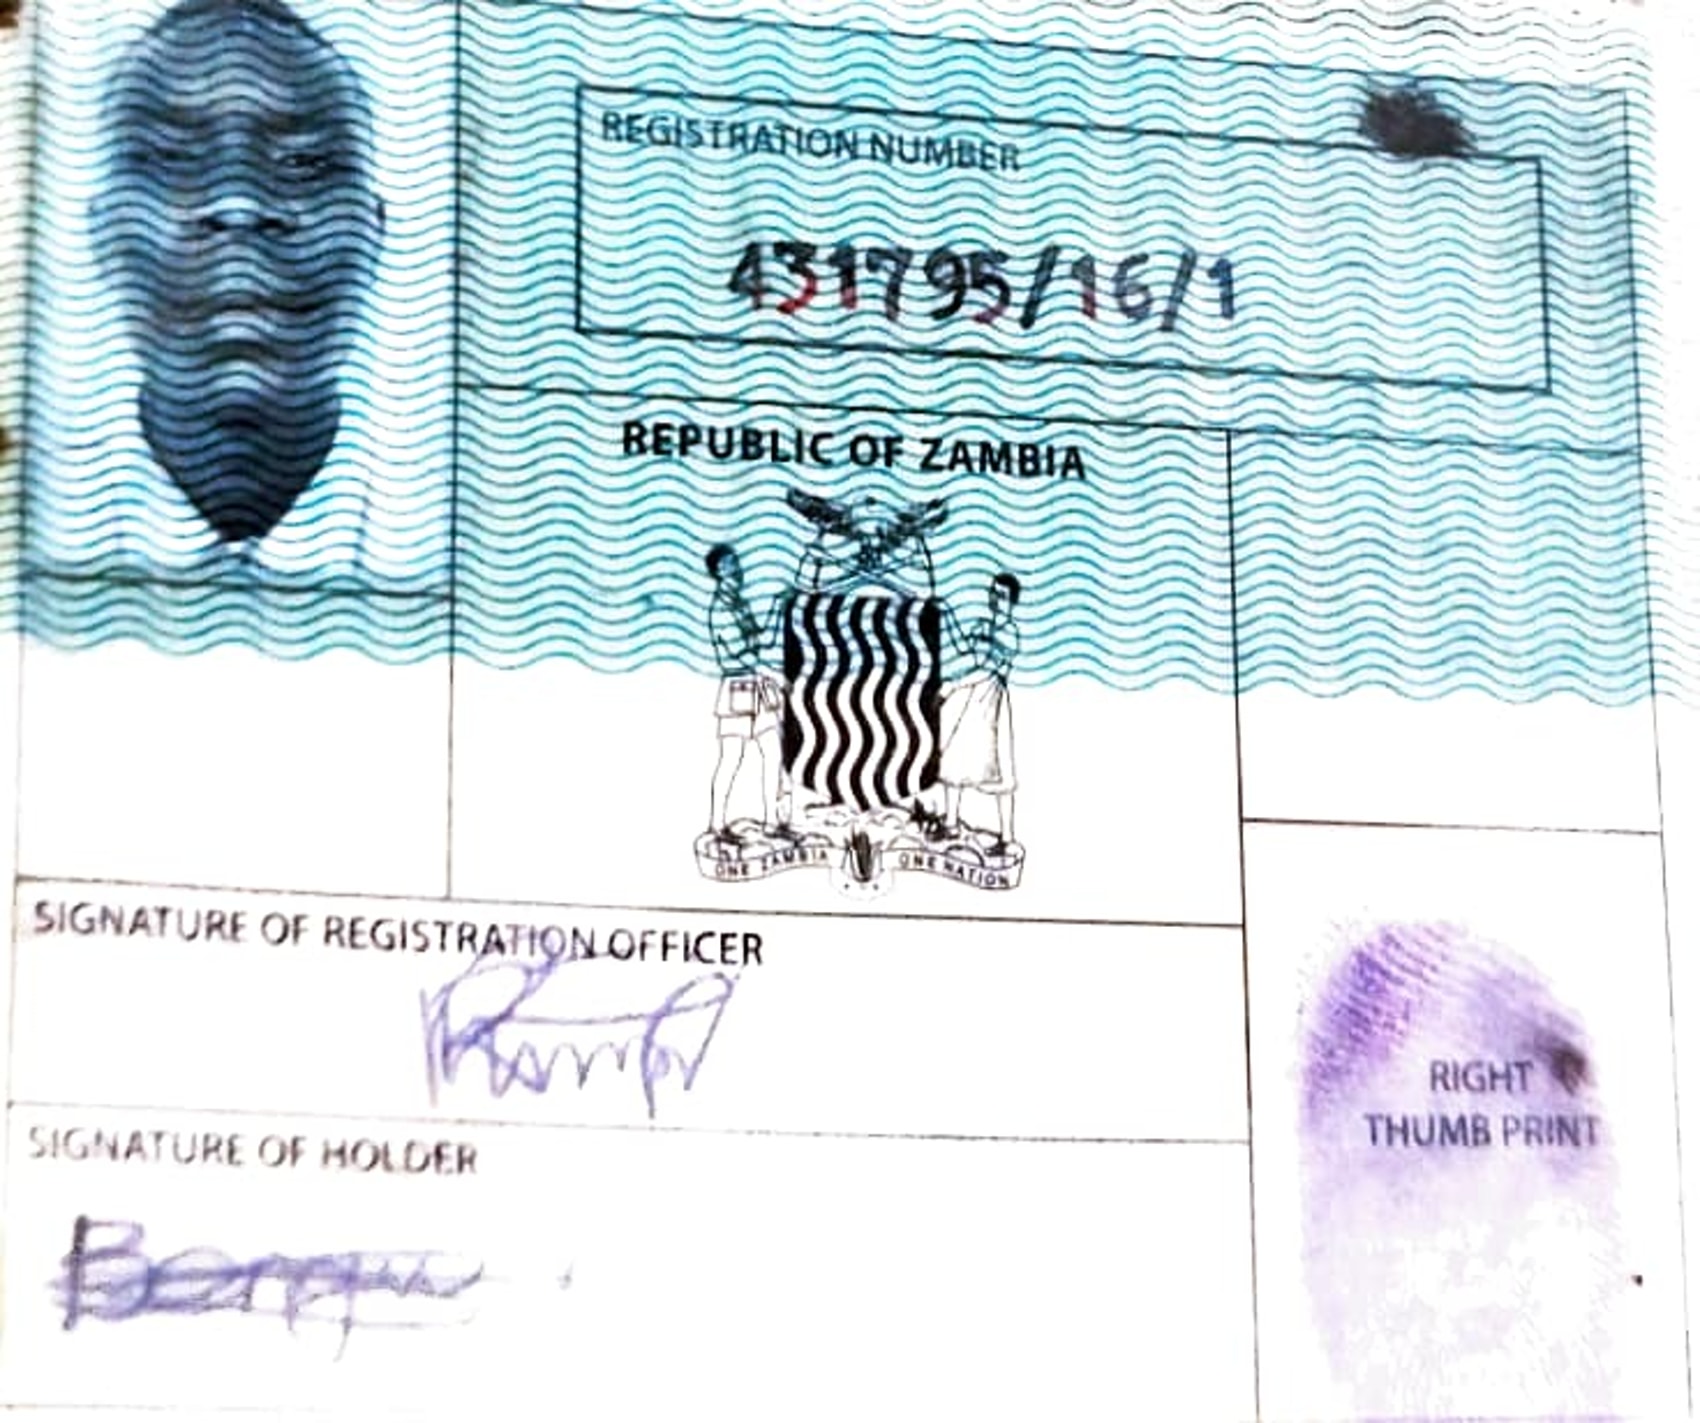 REGISTRATION NUMBER
431795/16/1
REPUBLIC OF ZAMBIA
ONE ZAMBIA ONE NATION
SIGNATURE OF REGISTRATION OFFICER
SIGNATURE OF HOLDER
RIGHT
THUMB PRINT